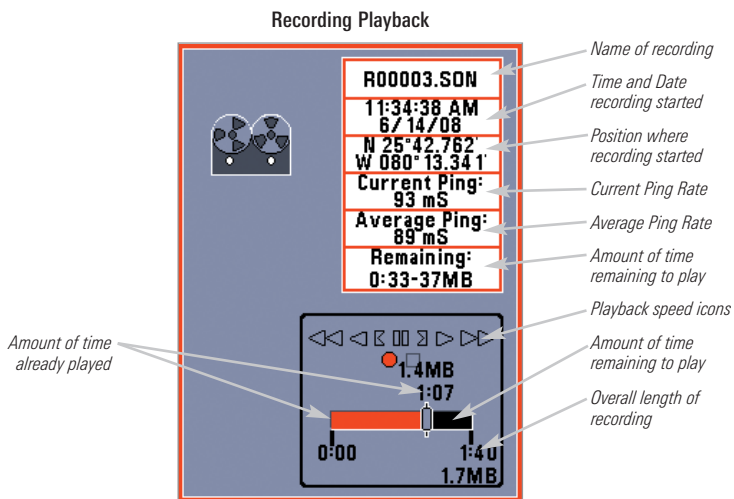 Recording Playback
R00003.SON
11:34:38 AM
6/14/08
N 25°42.762'
W 080°13.341'
Current Ping:
93 mS
Average Ping:
89 mS
Remaining:
0:33-37MB
Name of recording
Time and Date
recording started
Position where
recording started
Current Ping Rate
Average Ping Rate
Amount of time
remaining to play
Playback speed icons
Amount of time
remaining to play
Overall length of
recording
Amount of time
already played
1.4MB
1:07
0:00
1:40
1.7MB